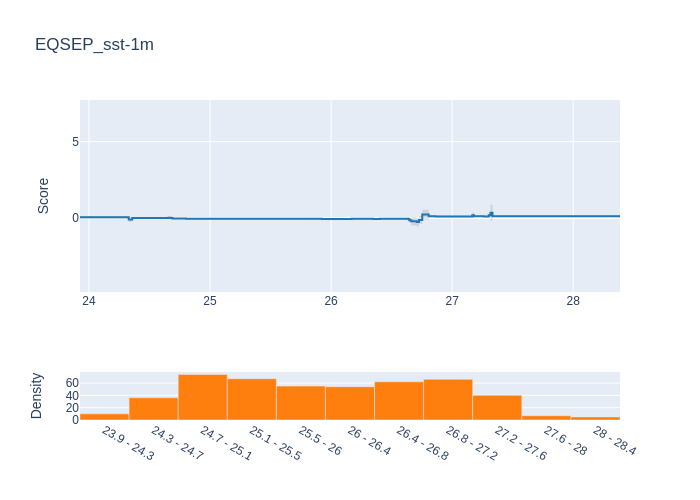 EQSEP_sst-1m
Score
5
0
24 25 26 27 28
Density
60
40
20
0
23.9 - 24.3
24.3 - 24.7
24.7 - 25.1
25.1 - 25.5
25.5 - 26
26 - 26.4
26.4 - 26.8
26.8 - 27.2
27.2 - 27.6
27.6 - 28
28 - 28.4